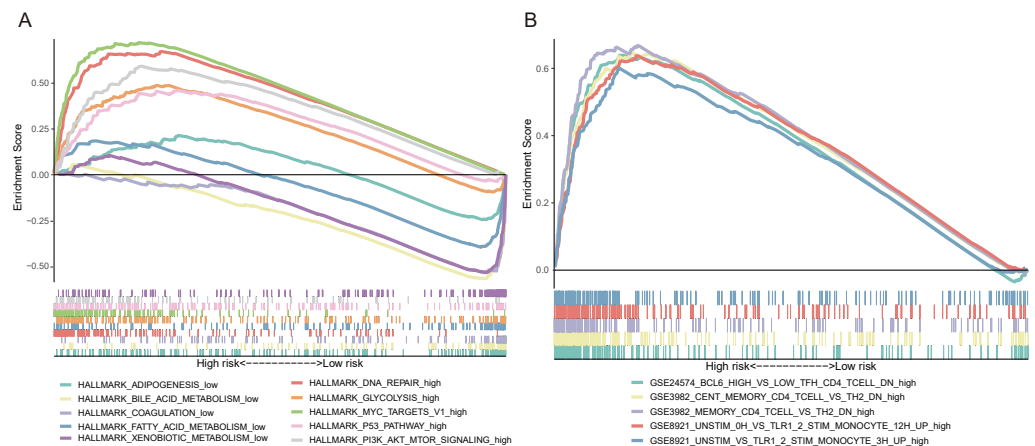 A
Enrichment Score
0.50
0.25
0.00
−0.25
−0.50
High risk<------------->Low risk
HALLMARK_ADIPOGENESIS_low
HALLMARK_BILE_ACID_METABOLISM_low
HALLMARK_COAGULATION_low
HALLMARK_FATTY_ACID_METABOLISM_low
HALLMARK_XENOBIOTIC_METABOLISM_low
HALLMARK_DNA_REPAIR_high
HALLMARK_GLYCOLYSIS_high
HALLMARK_MYC_TARGETS_V1_high
HALLMARK_P53_PATHWAY_high
HALLMARK_PI3K_AKT_MTOR_SIGNALING_high
B
Enrichment Score
0.6
0.4
0.2
0.0
High risk<------------->Low risk
GSE24574_BCL6_HIGH_VS_LOW_TFH_CD4_TCELL_DN_high
GSE3982_CENT_MEMORY_CD4_TCELL_VS_TH2_DN_high
GSE3982_MEMORY_CD4_TCELL_VS_TH2_DN_high
GSE8921_UNSTIM_0H_VS_TLR1_2_STIM_MONOCYTE_12H_UP_high
GSE8921_UNSTIM_VS_TLR1_2_STIM_MONOCYTE_3H_UP_high